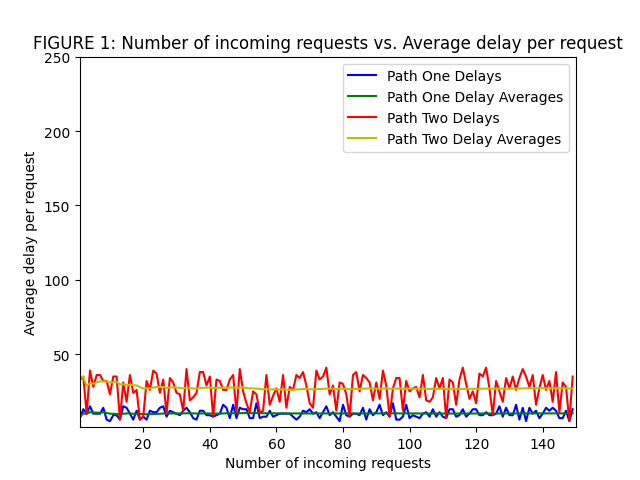 FIGURE 1: Number of incoming requests vs. Average delay per request
250
200
150
100
50
Average delay per request
Path One Delays
Path One Delay Averages
Path Two Delays
Path Two Delay Averages
20 40 60 80 100 120 140
Number of incoming requests